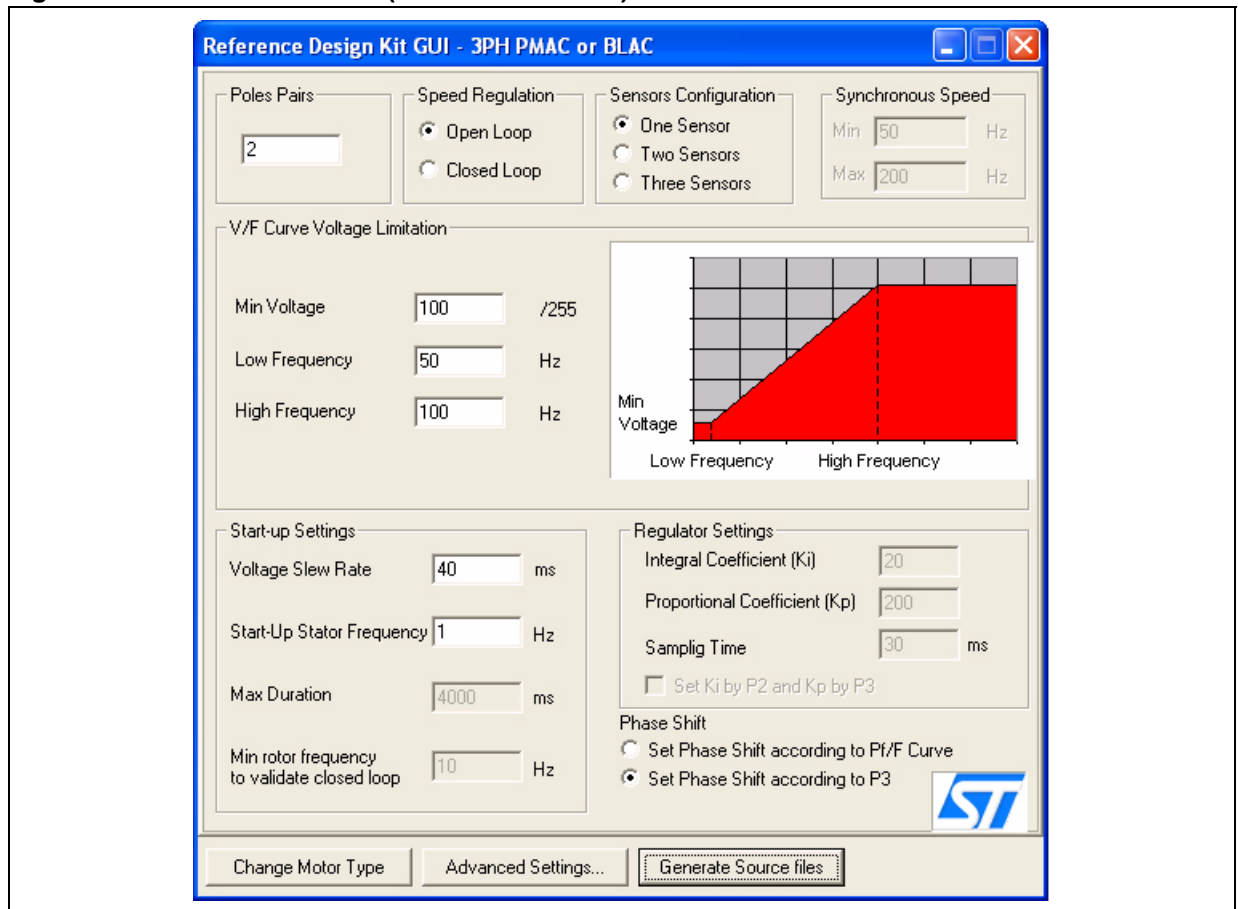 Reference Design Kit GUI - 3PH PMAC or BLAC
Poles Pairs
2
Speed Regulation
Open Loop
Closed Loop
Sensors Configuration
One Sensor
Two Sensors
Three Sensors
Synchronous Speed
Min 50 Hz
Max 200 Hz
V/F Curve Voltage Limitation
Min Voltage 100 /255
Low Frequency 50 Hz
High Frequency 100 Hz
Min
Voltage
Low Frequency High Frequency
Start-up Settings
Voltage Slew Rate 40 ms
Start-Up Stator Frequency 1 Hz
Max Duration 4000 ms
Min rotor frequency
to validate closed loop 10 Hz
Regulator Settings
Integral Coefficient (Ki) 20
Proportional Coefficient (Kp) 200
Samplig Time 30 ms
Set Ki by P2 and Kp by P3
Phase Shift
Set Phase Shift according to Pf/F Curve
Set Phase Shift according to P3
ST
Change Motor Type
Advanced Settings...
Generate Source files